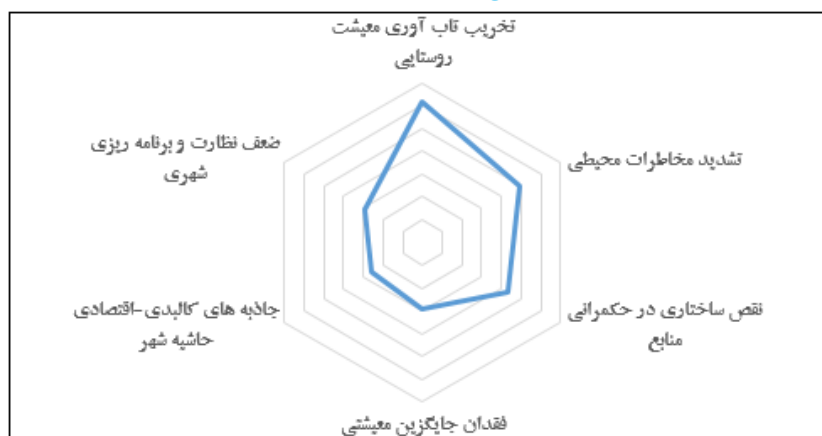 تخریب تاب آوری معیشت
روستایی
تشدید مخاطرات محیطی
نقص ساختاری در حکمرانی
منابع
فقدان جایگزین معیشتی
جاذبه های کالبدی-اقتصادی
حاشیه شهر
ضعف نظارت و برنامه ریزی
شهری